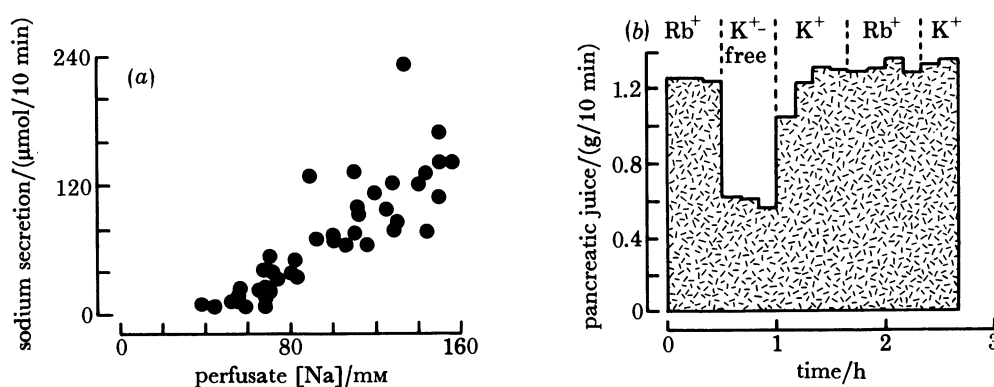 (a)
240
120
0
sodium secretion/(μmol/10 min)
0 80 160
perfusate [Na]/mM
(b) Rb⁺ K⁺-free K⁺ Rb⁺ K⁺
1.2
0.8
0.4
0
pancreatic juice/(g/10 min)
0 1 2 3
time/h